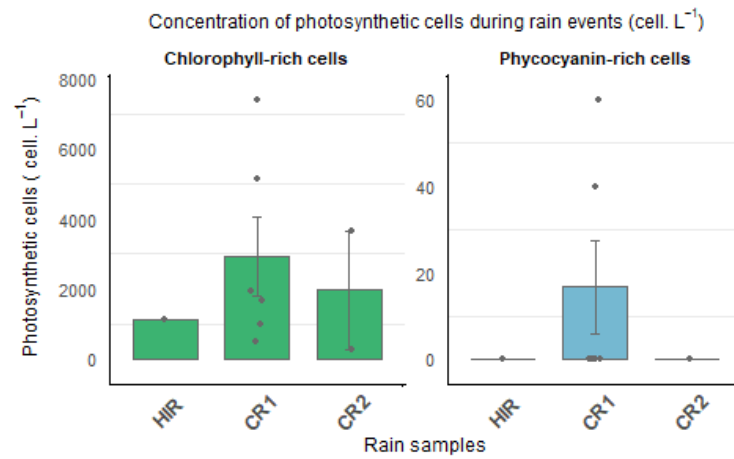 Concentration of photosynthetic cells during rain events (cell. L⁻¹)
Chlorophyll-rich cells
Phycocyanin-rich cells
Photosynthetic cells ( cell. L⁻¹)
8000
6000
4000
2000
0
60
40
20
0
HIR
CR1
CR2
HIR
CR1
CR2
Rain samples